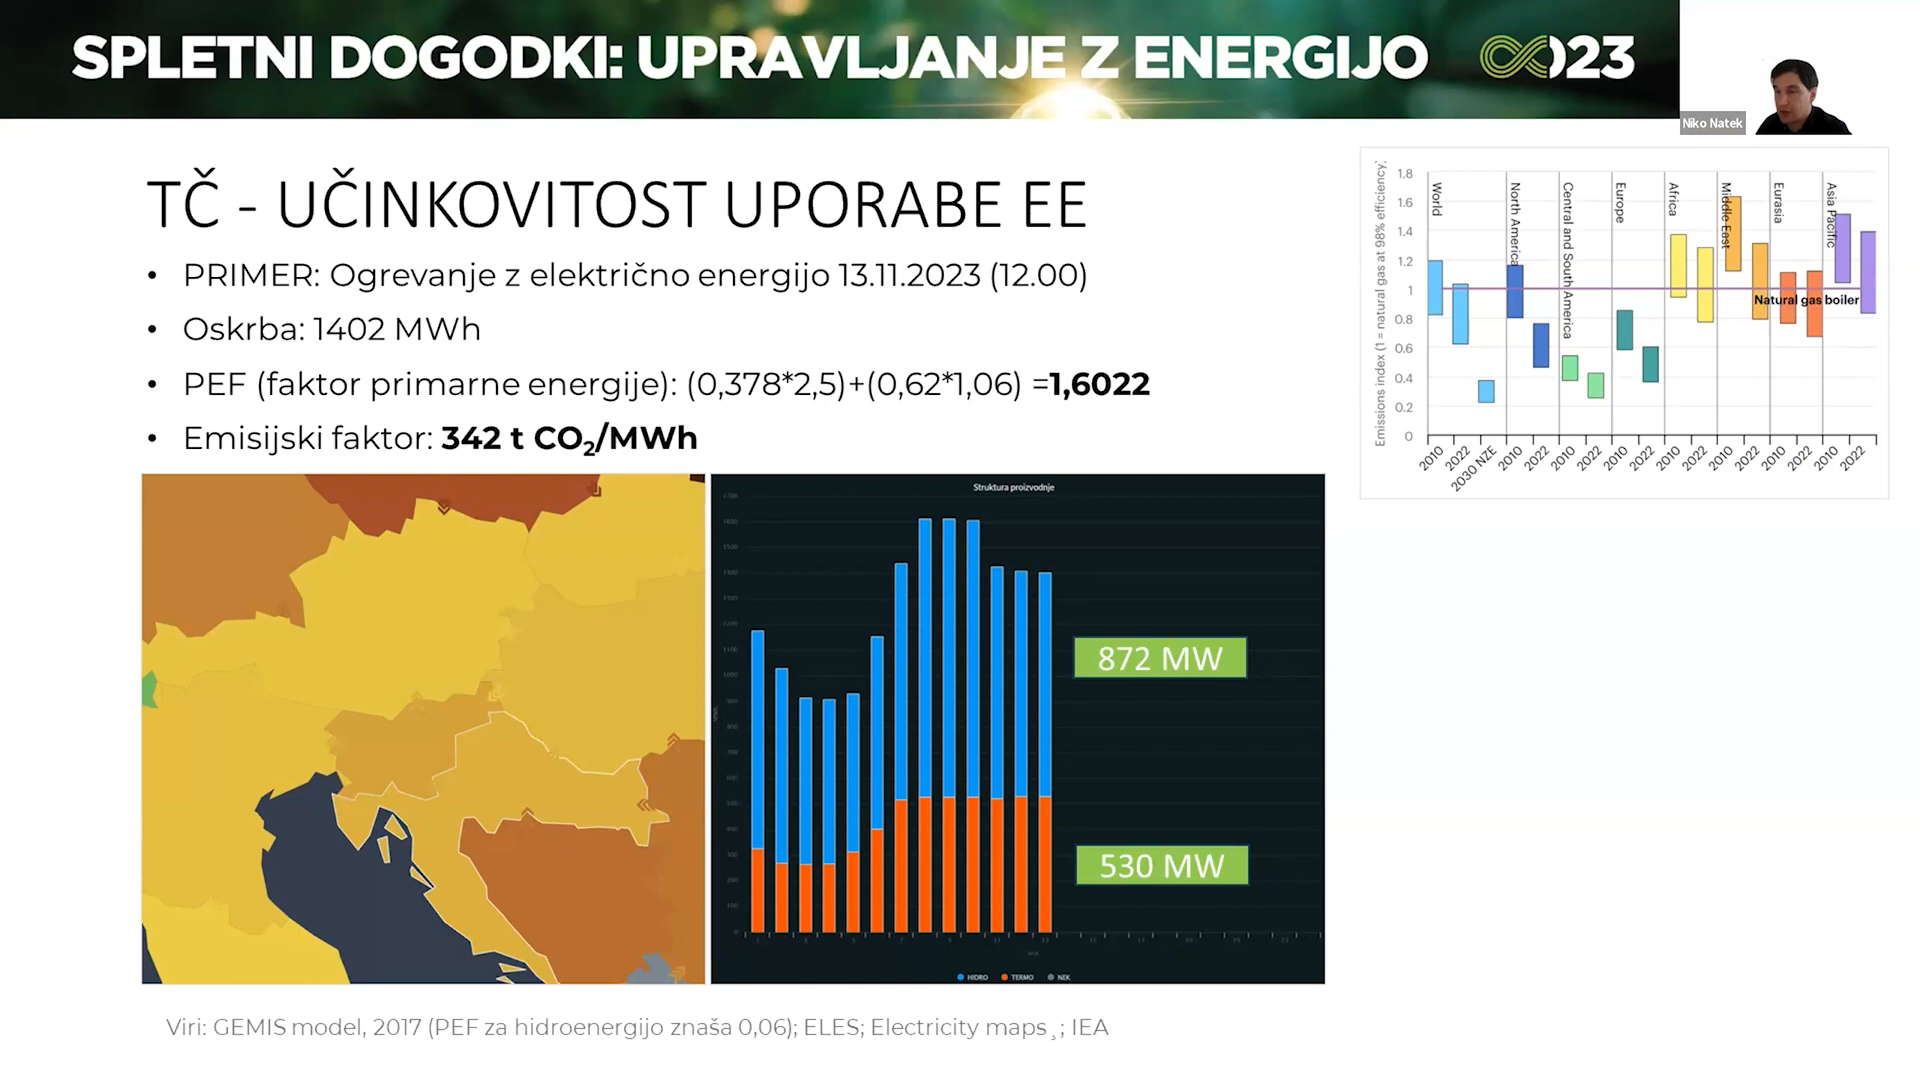 SPLETNI DOGODKI: UPRAVLJANJE Z ENERGIJO
23
Niko Natek
TČ - UČINKOVITOST UPORABE EE
• PRIMER: Ogrevanje z električno energijo 13.11.2023 (12.00)
• Oskrba: 1402 MWh
• PEF (faktor primarne energije): (0,378*2,5)+(0,62*1,06) =1,6022
• Emisijski faktor: 342 t CO₂/MWh
Emissions index (1 = natural gas at 98% efficiency)
1.8
1.6
1.4
1.2
1
0.8
0.6
0.4
0.2
0
World
North America
Central and South America
Europe
Africa
Middle East
Eurasia
Asia Pacific
Natural gas boiler
2010
2022
2030 NZE
2010
2022
2010
2022
2010
2022
2010
2022
2010
2022
2010
2022
2010
2022
Struktura proizvodnje
872 MW
530 MW
HIDRO TERMO NEK
Viri: GEMIS model, 2017 (PEF za hidroenergijo znaša 0,06); ELES; Electricity maps¸; IEA